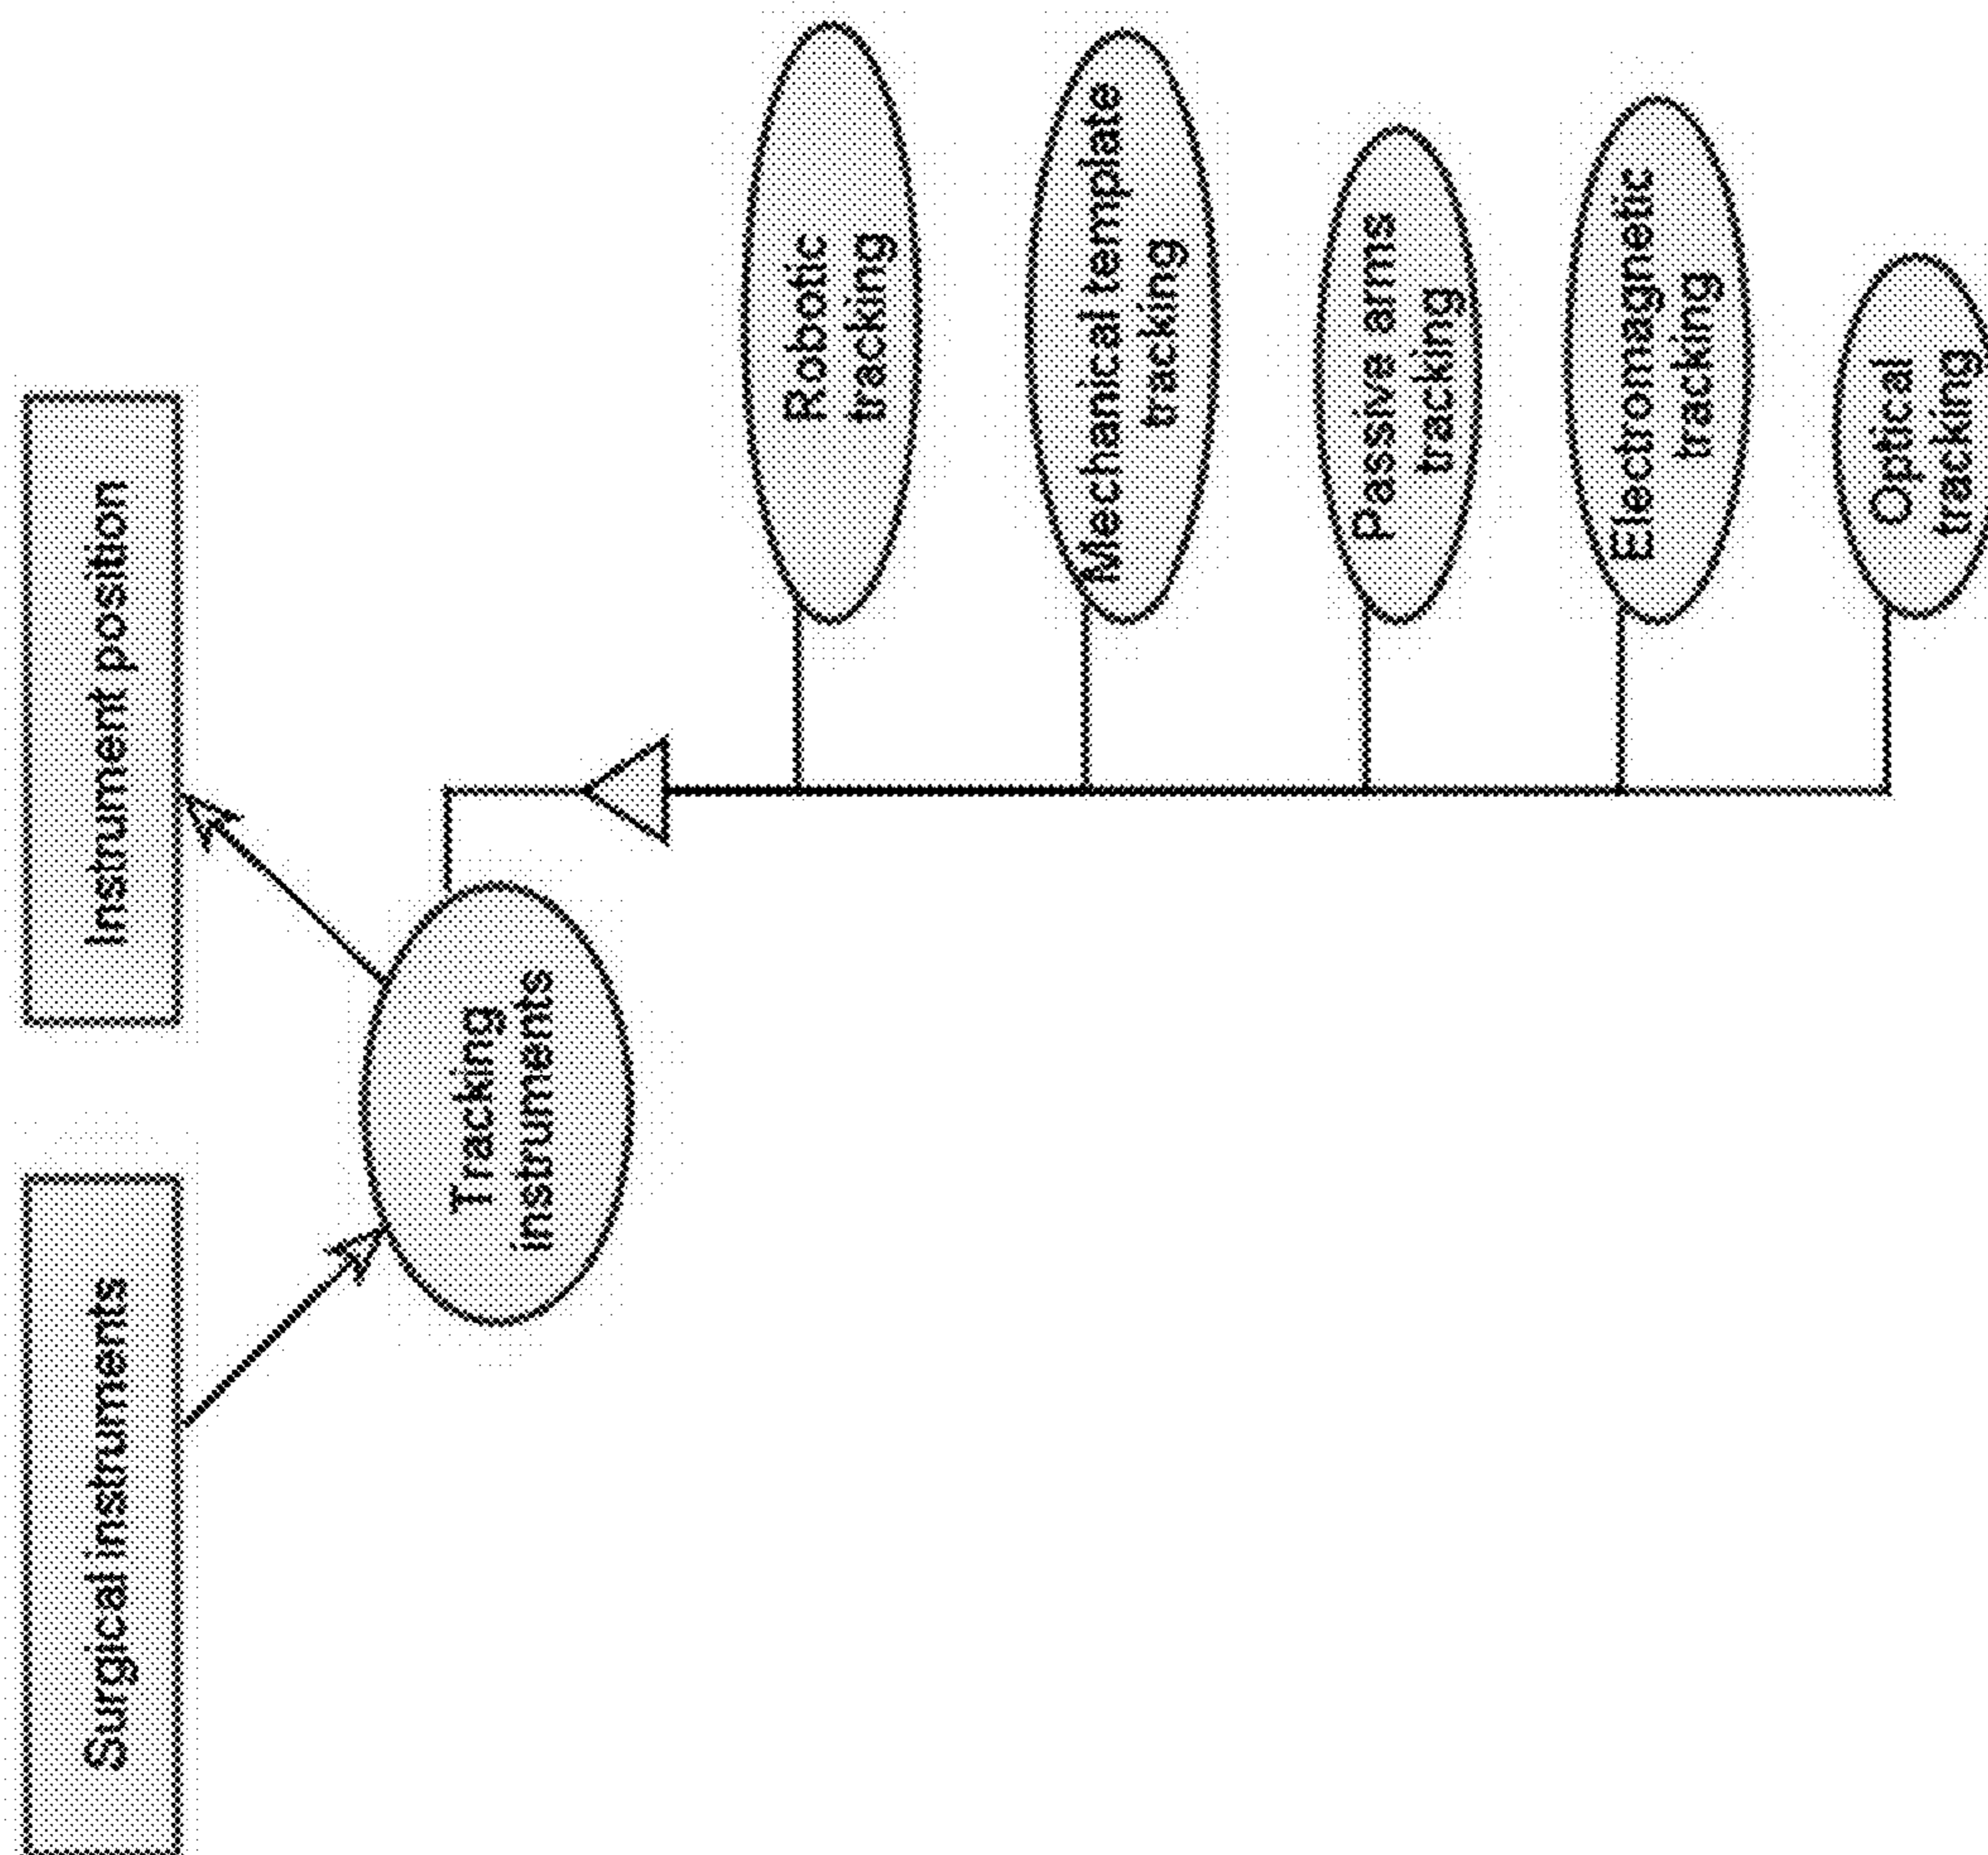 Surgical instruments
Instrument position
Tracking
instruments
Robotic
tracking
Mechanical template
tracking
Passive arms
tracking
Electromagnetic
tracking
Optical
tracking